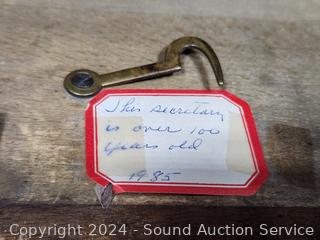 This secretary
is over 100
years old
1985
Copyright 2024 - Sound Auction Service